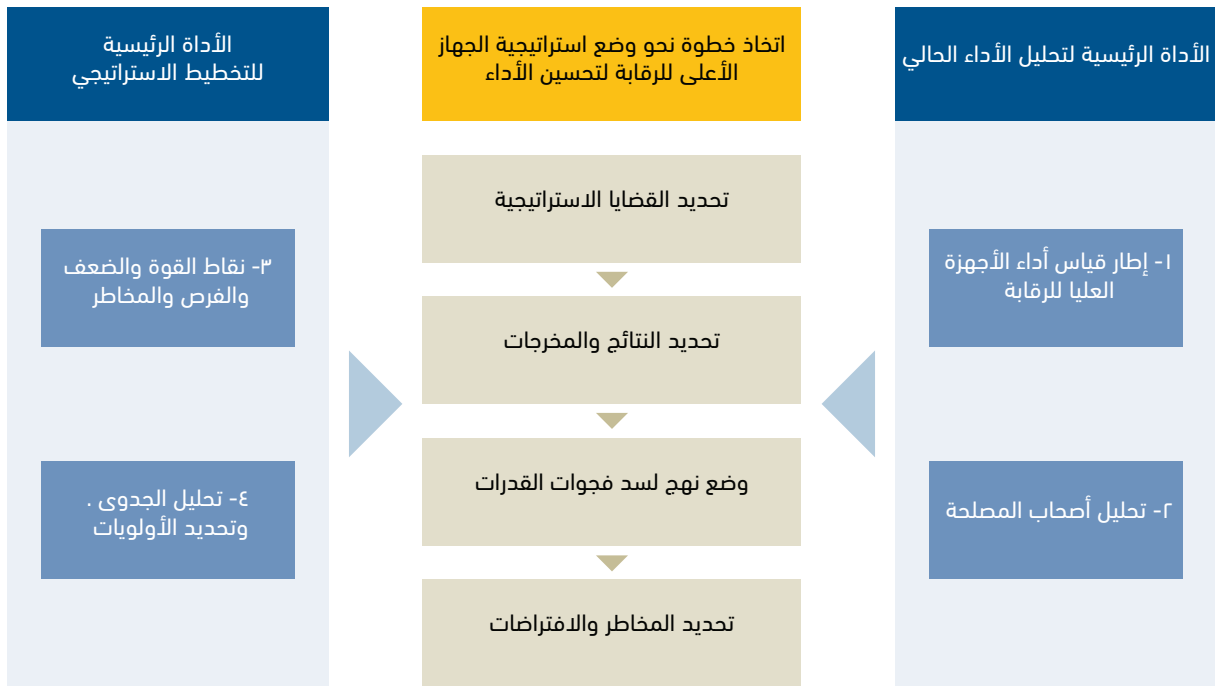 الأداة الرئيسية لتحليل الأداء الحالي
١- إطار قياس أداء الأجهزة
العليا للرقابة
٢- تحليل أصحاب المصلحة
اتخاذ خطوة نحو وضع استراتيجية الجهاز
الأعلى للرقابة لتحسين الأداء
تحديد القضايا الاستراتيجية
تحديد النتائج والمخرجات
وضع نهج لسد فجوات القدرات
تحديد المخاطر والافتراضات
الأداة الرئيسية
للتخطيط الاستراتيجي
٣- نقاط القوة والضعف
والفرص والمخاطر
٤- تحليل الجدوى .
وتحديد الأولويات